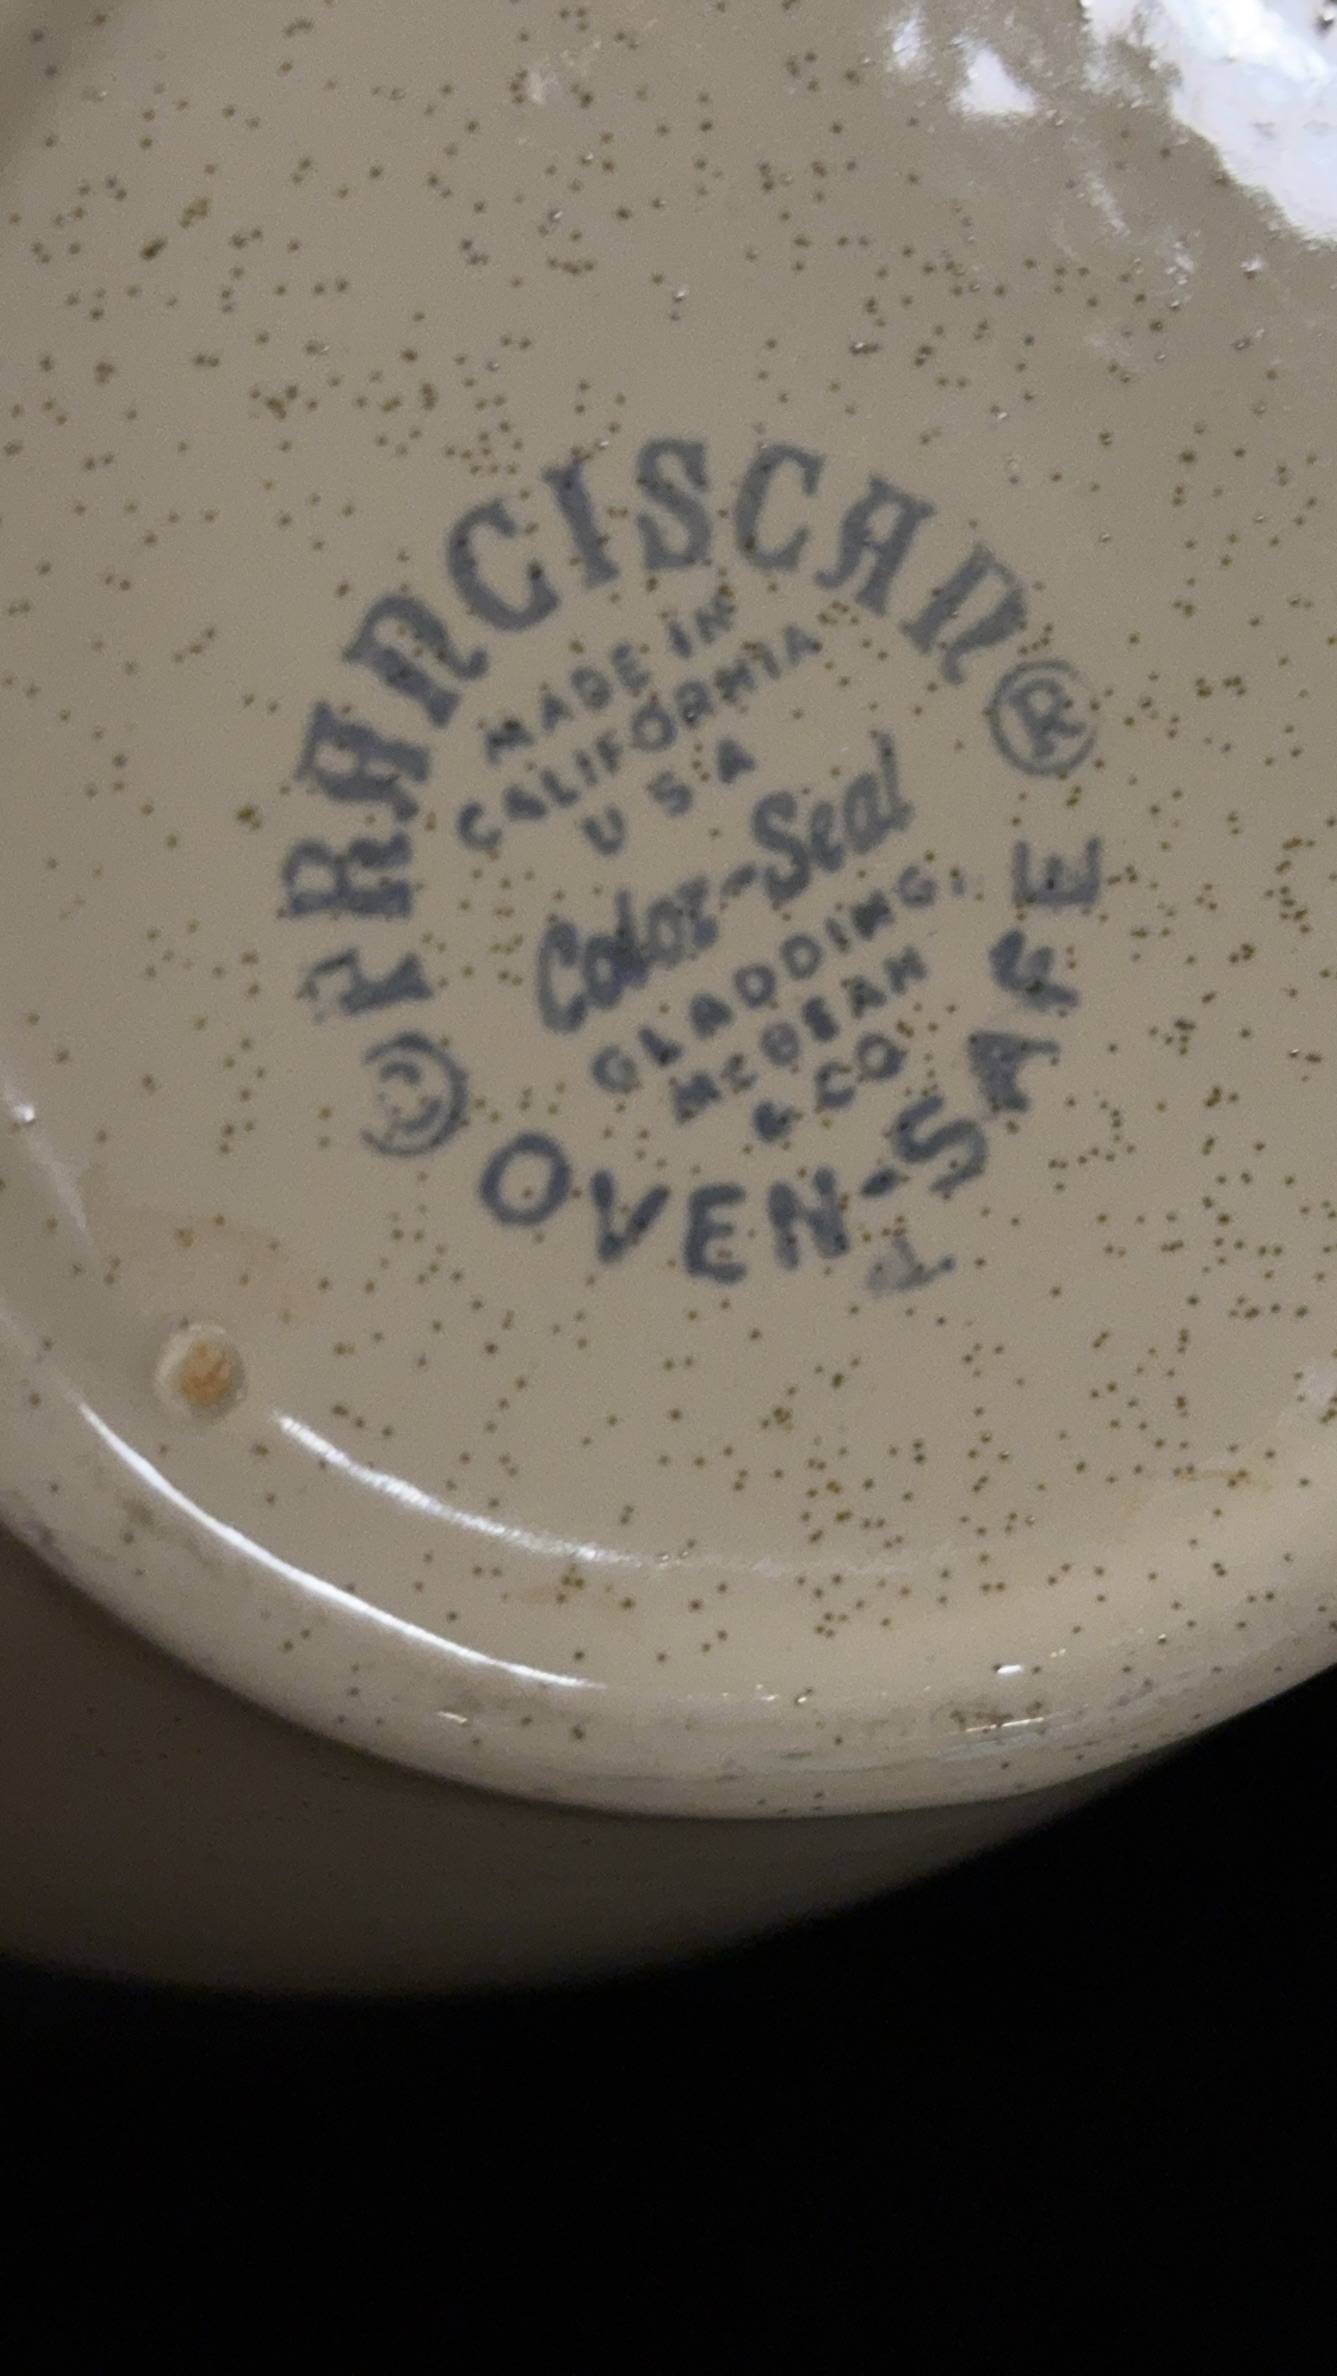 © FRANCISCAN ®
MADE IN
CALIFORNIA
U S A
Color-Seal
GLADDING,
McBEAN
& CO.
OVEN-SAFE